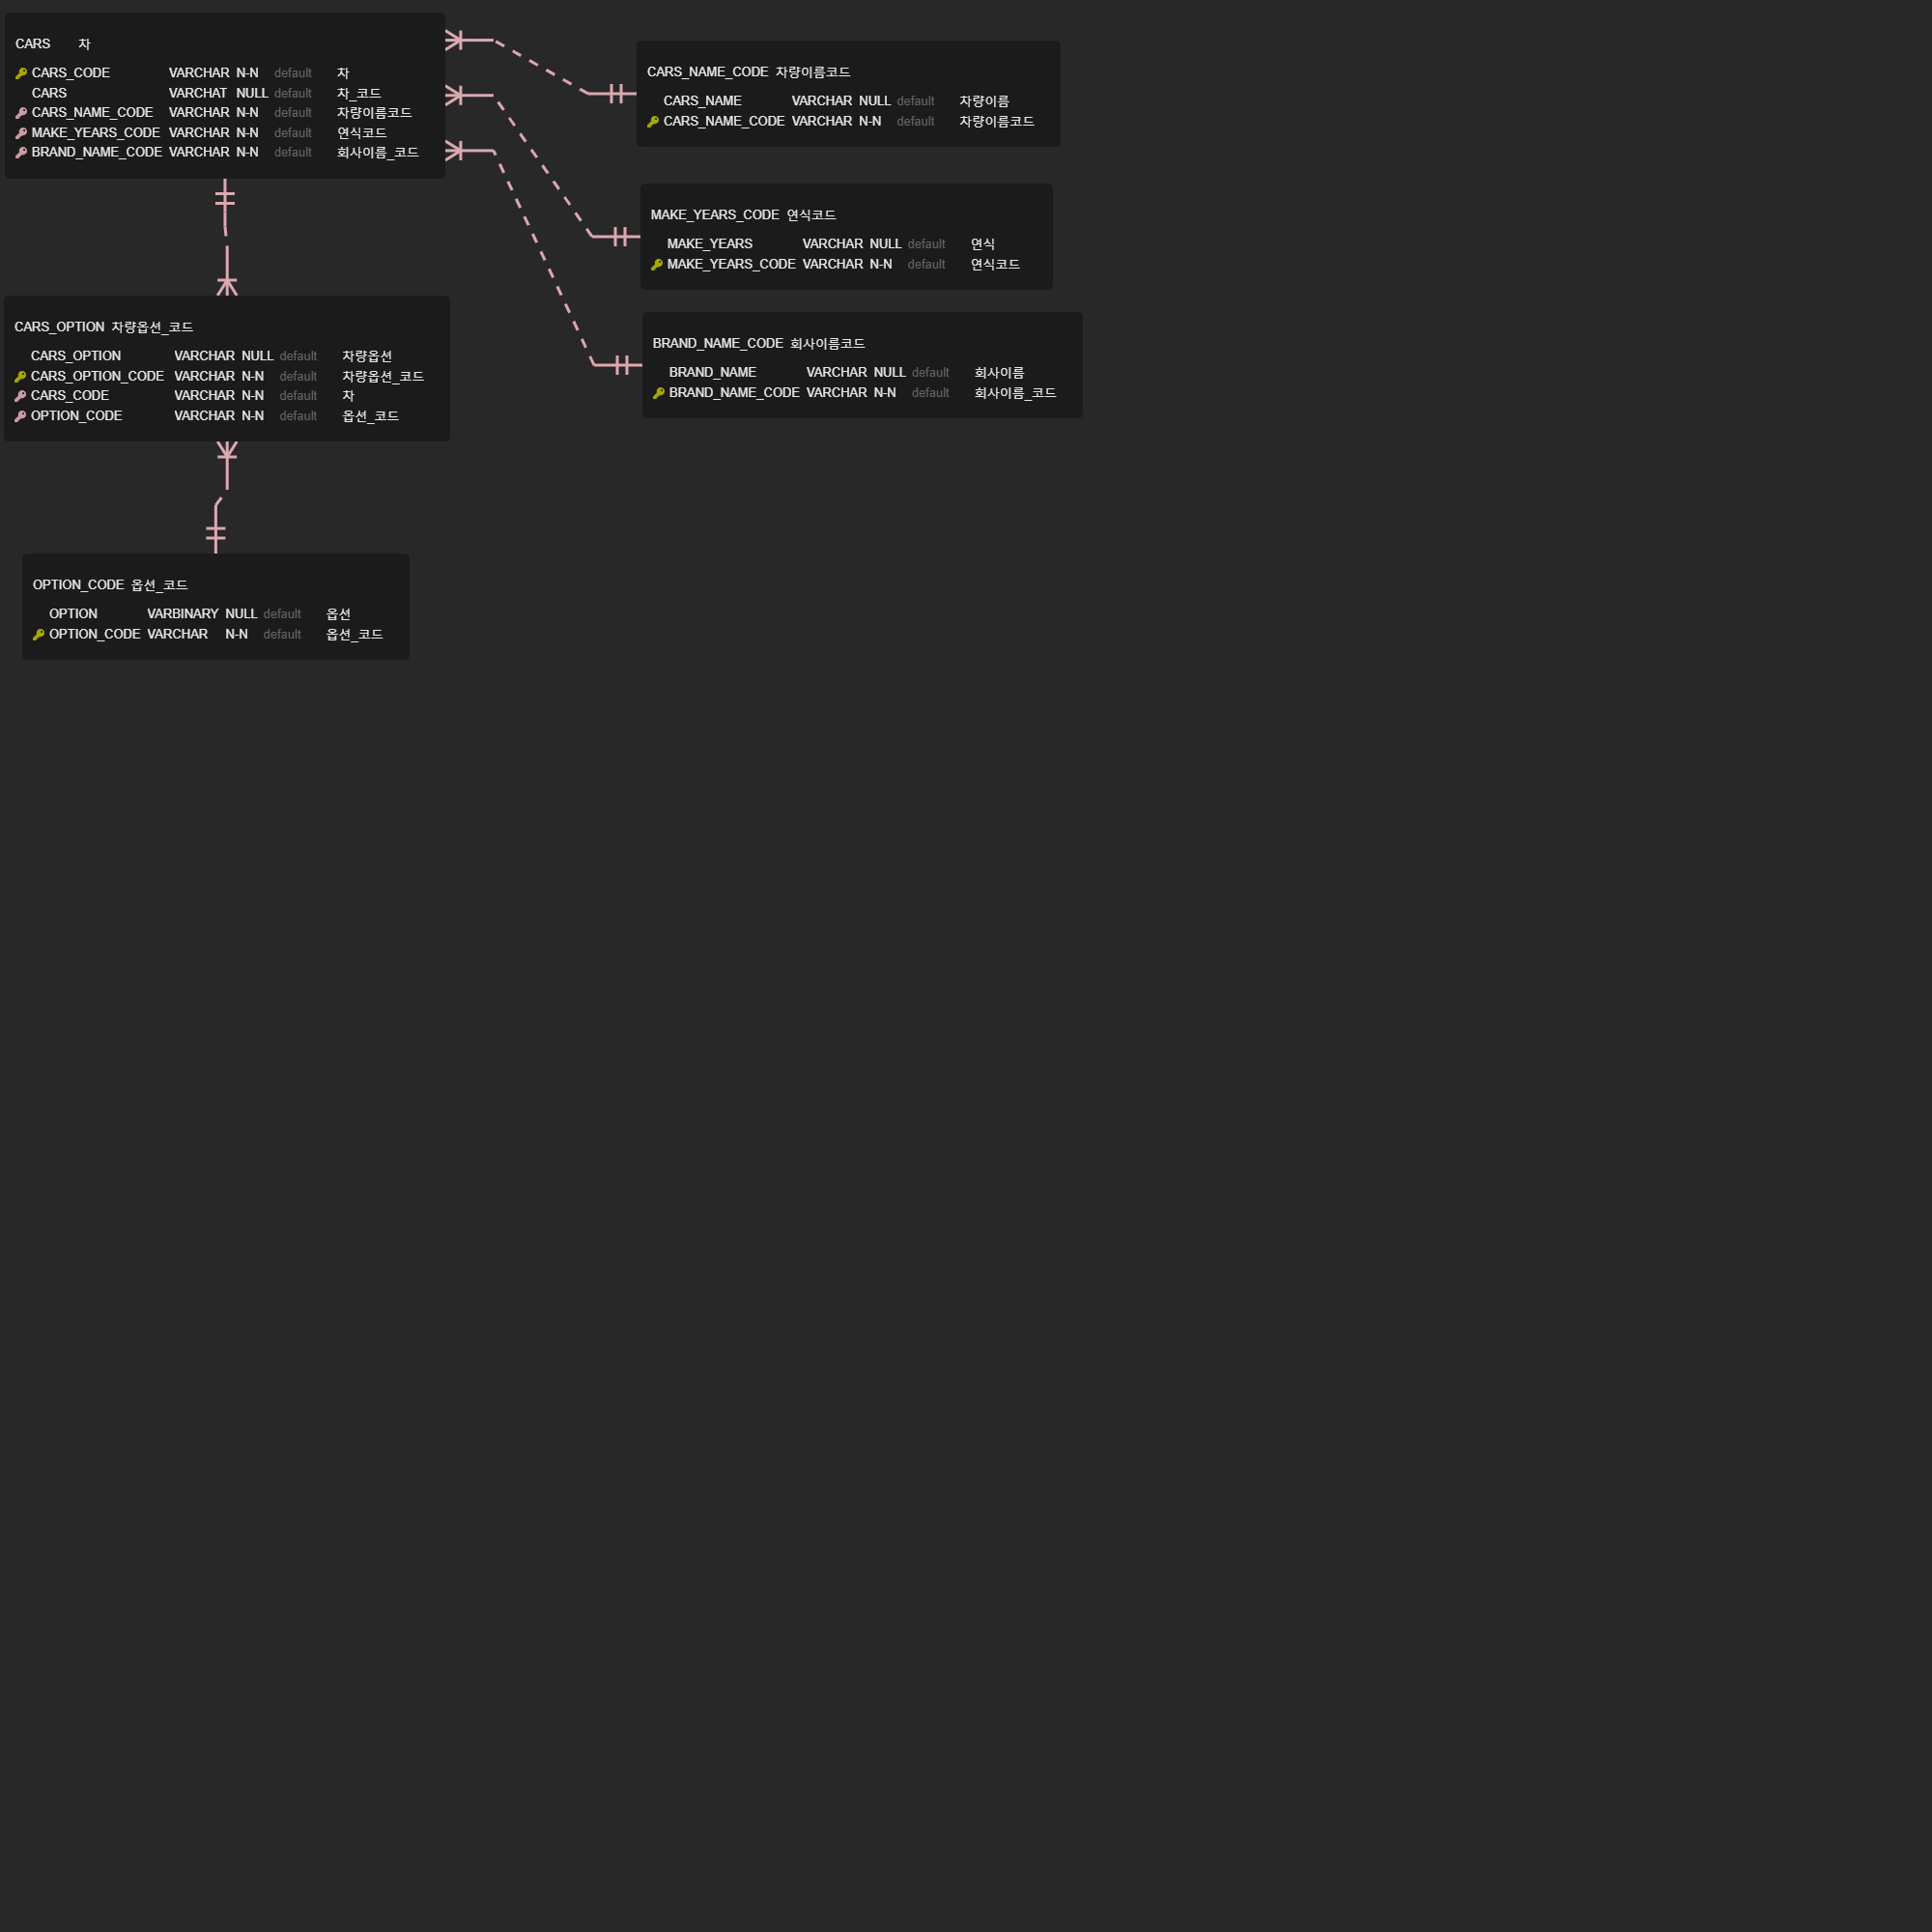 CARS 차
CARS_CODE VARCHAR N-N default 차
CARS VARCHAT NULL default 차_코드
CARS_NAME_CODE VARCHAR N-N default 차량이름코드
MAKE_YEARS_CODE VARCHAR N-N default 연식코드
BRAND_NAME_CODE VARCHAR N-N default 회사이름_코드
CARS_NAME_CODE 차량이름코드
CARS_NAME VARCHAR NULL default 차량이름
CARS_NAME_CODE VARCHAR N-N default 차량이름코드
MAKE_YEARS_CODE 연식코드
MAKE_YEARS VARCHAR NULL default 연식
MAKE_YEARS_CODE VARCHAR N-N default 연식코드
BRAND_NAME_CODE 회사이름코드
BRAND_NAME VARCHAR NULL default 회사이름
BRAND_NAME_CODE VARCHAR N-N default 회사이름_코드
CARS_OPTION 차량옵션_코드
CARS_OPTION VARCHAR NULL default 차량옵션
CARS_OPTION_CODE VARCHAR N-N default 차량옵션_코드
CARS_CODE VARCHAR N-N default 차
OPTION_CODE VARCHAR N-N default 옵션_코드
OPTION_CODE 옵션_코드
OPTION VARBINARY NULL default 옵션
OPTION_CODE VARCHAR N-N default 옵션_코드